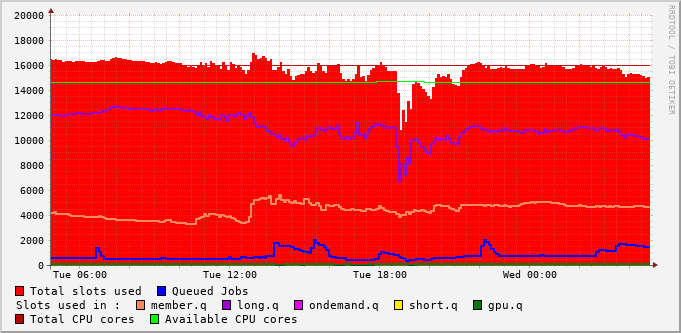 RRDTOOL / TOBI OETIKER
20000
18000
16000
14000
12000
10000
8000
6000
4000
2000
0
Tue 06:00 Tue 12:00 Tue 18:00 Wed 00:00
Total slots used Queued Jobs
Slots used in : member.q long.q ondemand.q short.q gpu.q
Total CPU cores Available CPU cores